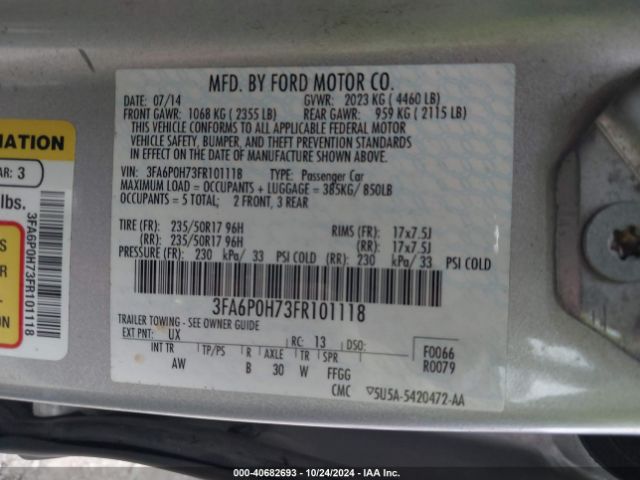 MFD. BY FORD MOTOR CO.
DATE: 07/14 GVWR: 2023 KG ( 4460 LB)
FRONT GAWR: 1068 KG ( 2355 LB) REAR GAWR: 959 KG ( 2115 LB)
THIS VEHICLE CONFORMS TO ALL APPLICABLE FEDERAL MOTOR
VEHICLE SAFETY, BUMPER, AND THEFT PREVENTION STANDARDS
IN EFFECT ON THE DATE OF MANUFACTURE SHOWN ABOVE.
VIN: 3FA6P0H73FR101118 TYPE: Passenger Car
MAXIMUM LOAD = OCCUPANTS + LUGGAGE = 385KG/ 850LB
OCCUPANTS = 5 TOTAL; 2 FRONT, 3 REAR
TIRE (FR): 235/50R17 96H RIMS (FR): 17x7.5J
(RR): 235/50R17 96H (RR): 17x7.5J
PRESSURE (FR): 230 kPa/ 33 PSI COLD (RR): 230 kPa/ 33 PSI COLD
3FA6P0H73FR101118
TRAILER TOWING - SEE OWNER GUIDE
EXT PNT: UX RC: 13 DSO:
INT TR TP/PS R AXLE TR SPR F0066
AW B 30 W FFGG R0079
CMC ▽5U5A-5420472-AA
MATION
AR: 3
lbs.
3FA6P0H73FR101118
000-40682693 - 10/24/2024 - IAA Inc.